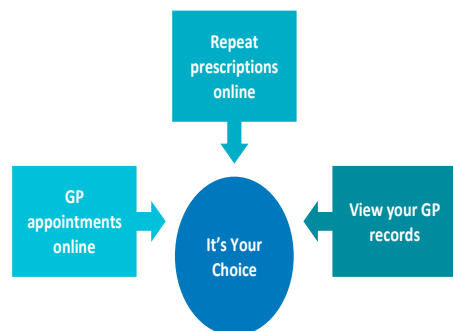 Repeat
prescriptions
online
GP
appointments
online
It's Your
Choice
View your GP
records